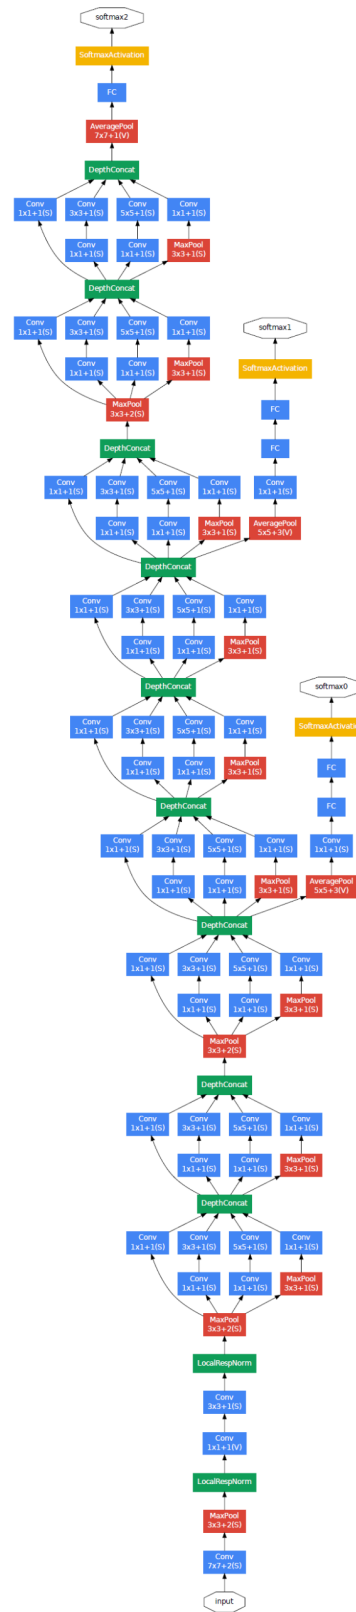 softmax2
SoftmaxActivation
FC
AveragePool
7x7+1(V)
DepthConcat
Conv
1x1+1(S)
Conv
3x3+1(S)
Conv
5x5+1(S)
Conv
1x1+1(S)
Conv
1x1+1(S)
Conv
1x1+1(S)
MaxPool
3x3+1(S)
DepthConcat
Conv
1x1+1(S)
Conv
3x3+1(S)
Conv
5x5+1(S)
Conv
1x1+1(S)
softmax1
Conv
1x1+1(S)
Conv
1x1+1(S)
MaxPool
3x3+1(S)
SoftmaxActivation
MaxPool
3x3+2(S)
FC
DepthConcat
FC
Conv
1x1+1(S)
Conv
3x3+1(S)
Conv
5x5+1(S)
Conv
1x1+1(S)
Conv
1x1+1(S)
Conv
1x1+1(S)
Conv
1x1+1(S)
MaxPool
3x3+1(S)
AveragePool
5x5+3(V)
DepthConcat
Conv
1x1+1(S)
Conv
3x3+1(S)
Conv
5x5+1(S)
Conv
1x1+1(S)
Conv
1x1+1(S)
Conv
1x1+1(S)
MaxPool
3x3+1(S)
DepthConcat
softmax0
Conv
1x1+1(S)
Conv
3x3+1(S)
Conv
5x5+1(S)
Conv
1x1+1(S)
SoftmaxActivation
Conv
1x1+1(S)
Conv
1x1+1(S)
MaxPool
3x3+1(S)
FC
DepthConcat
FC
Conv
1x1+1(S)
Conv
3x3+1(S)
Conv
5x5+1(S)
Conv
1x1+1(S)
Conv
1x1+1(S)
Conv
1x1+1(S)
Conv
1x1+1(S)
MaxPool
3x3+1(S)
AveragePool
5x5+3(V)
DepthConcat
Conv
1x1+1(S)
Conv
3x3+1(S)
Conv
5x5+1(S)
Conv
1x1+1(S)
Conv
1x1+1(S)
Conv
1x1+1(S)
MaxPool
3x3+1(S)
MaxPool
3x3+2(S)
DepthConcat
Conv
1x1+1(S)
Conv
3x3+1(S)
Conv
5x5+1(S)
Conv
1x1+1(S)
Conv
1x1+1(S)
Conv
1x1+1(S)
MaxPool
3x3+1(S)
DepthConcat
Conv
1x1+1(S)
Conv
3x3+1(S)
Conv
5x5+1(S)
Conv
1x1+1(S)
Conv
1x1+1(S)
Conv
1x1+1(S)
MaxPool
3x3+1(S)
MaxPool
3x3+2(S)
LocalRespNorm
Conv
3x3+1(S)
Conv
1x1+1(V)
LocalRespNorm
MaxPool
3x3+2(S)
Conv
7x7+2(S)
input